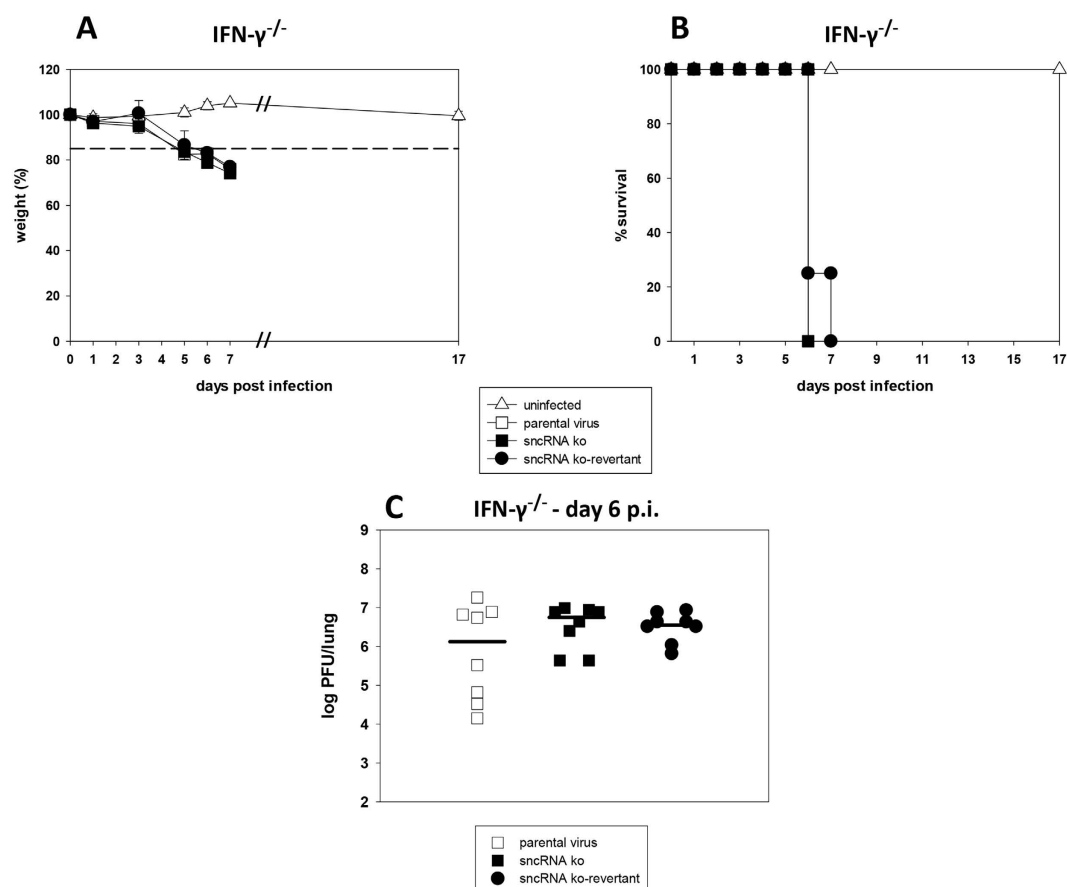 A
IFN-γ-/-
120
100
80
60
40
20
0
weight (%)
0 1 2 3 4 5 6 7 17
//
//
days post infection
B
IFN-γ-/-
100
80
60
40
20
0
% survival
1 3 5 7 9 11 13 15 17
days post infection
uninfected
parental virus
sncRNA ko
sncRNA ko-revertant
C
IFN-γ-/- - day 6 p.i.
9
8
7
6
5
4
3
2
log PFU/lung
parental virus
sncRNA ko
sncRNA ko-revertant